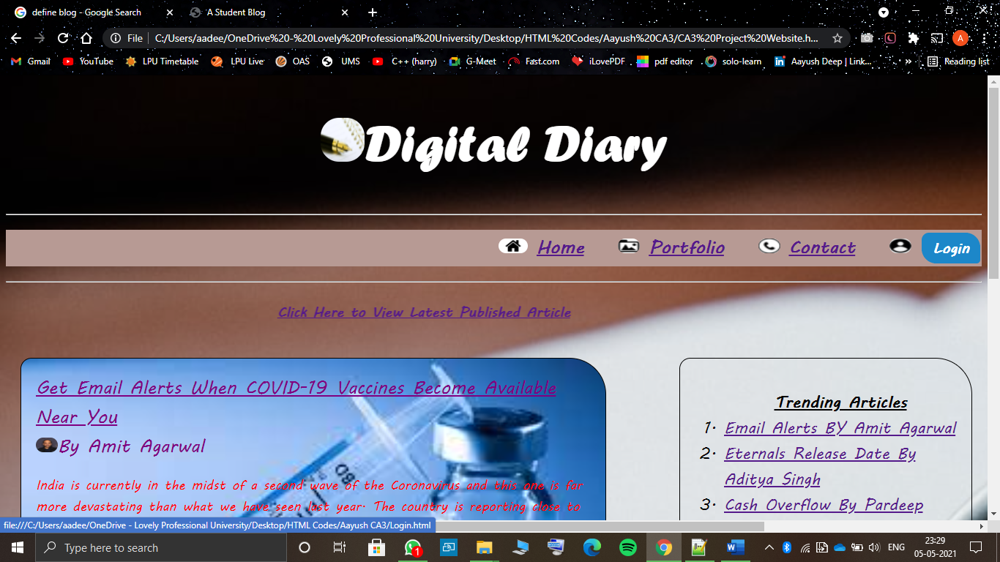 define blog - Google Search
A Student Blog
File
C:/Users/aadee/OneDrive%20-%20Lovely%20Professional%20University/Desktop/HTML%20Codes/Aayush%20CA3/CA3%20Project%20Website.h...
A
Gmail YouTube LPU Timetable LPU Live OAS UMS C++ (harry) G-Meet Fast.com iLovePDF pdf editor solo-learn Aayush Deep | Link... » Reading list
Digital Diary
Home Portfolio Contact Login
Click Here to View Latest Published Article
Get Email Alerts When COVID-19 Vaccines Become Available
Near You
By Amit Agarwal
India is currently in the midst of a second wave of the Coronavirus and this one is far
more devastating than what we have seen last year. The country is reporting close to
Trending Articles
1. Email Alerts BY Amit Agarwal
2. Eternals Release Date By
Aditya Singh
3. Cash Overflow By Pardeep
file:///C:/Users/aadee/OneDrive - Lovely Professional University/Desktop/HTML Codes/Aayush CA3/Login.html
Type here to search
1
ENG
23:29
05-05-2021